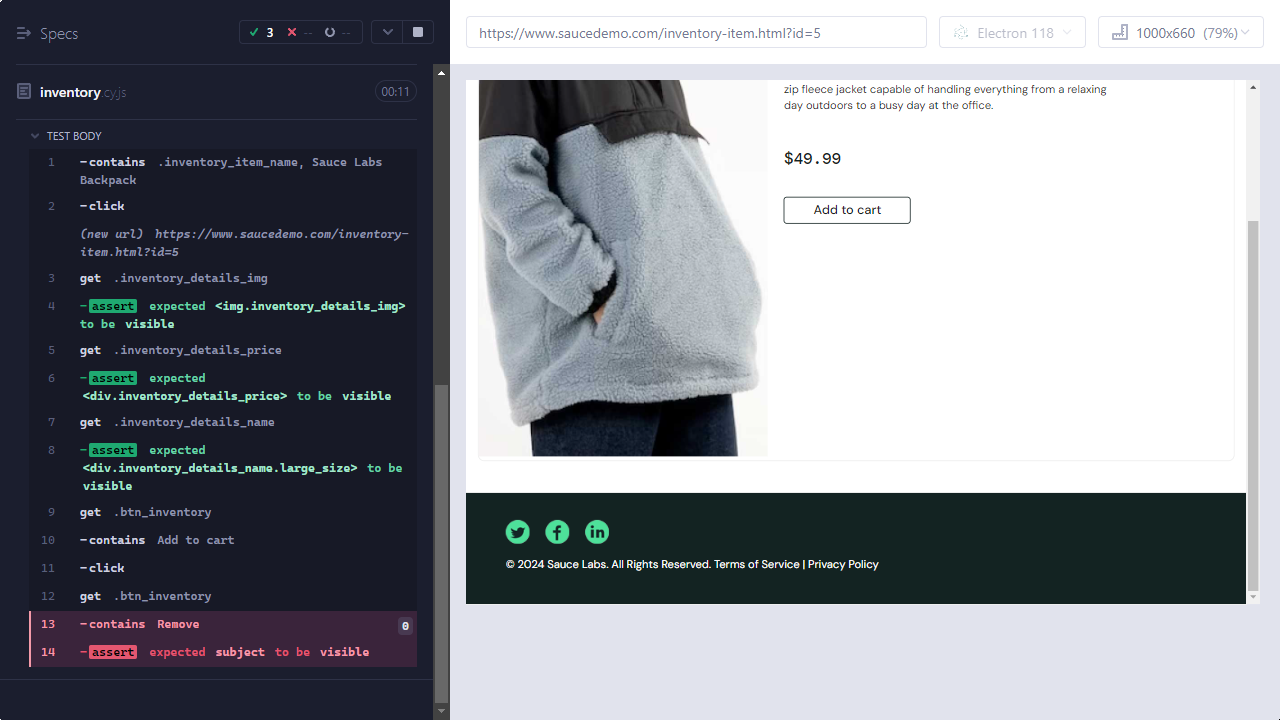 Specs
3
--
--
https://www.saucedemo.com/inventory-item.html?id=5
Electron 118
1000x660 (79%)
inventory.cy.js
00:11
TEST BODY
1 -contains .inventory_item_name, Sauce Labs
Backpack
2 -click
(new url) https://www.saucedemo.com/inventory-
item.html?id=5
3 get .inventory_details_img
4 -assert expected <img.inventory_details_img>
to be visible
5 get .inventory_details_price
6 -assert expected
<div.inventory_details_price> to be visible
7 get .inventory_details_name
8 -assert expected
<div.inventory_details_name.large_size> to be
visible
9 get .btn_inventory
10 -contains Add to cart
11 -click
12 get .btn_inventory
13 -contains Remove 0
14 -assert expected subject to be visible
zip fleece jacket capable of handling everything from a relaxing
day outdoors to a busy day at the office.
$49.99
Add to cart
© 2024 Sauce Labs. All Rights Reserved. Terms of Service | Privacy Policy